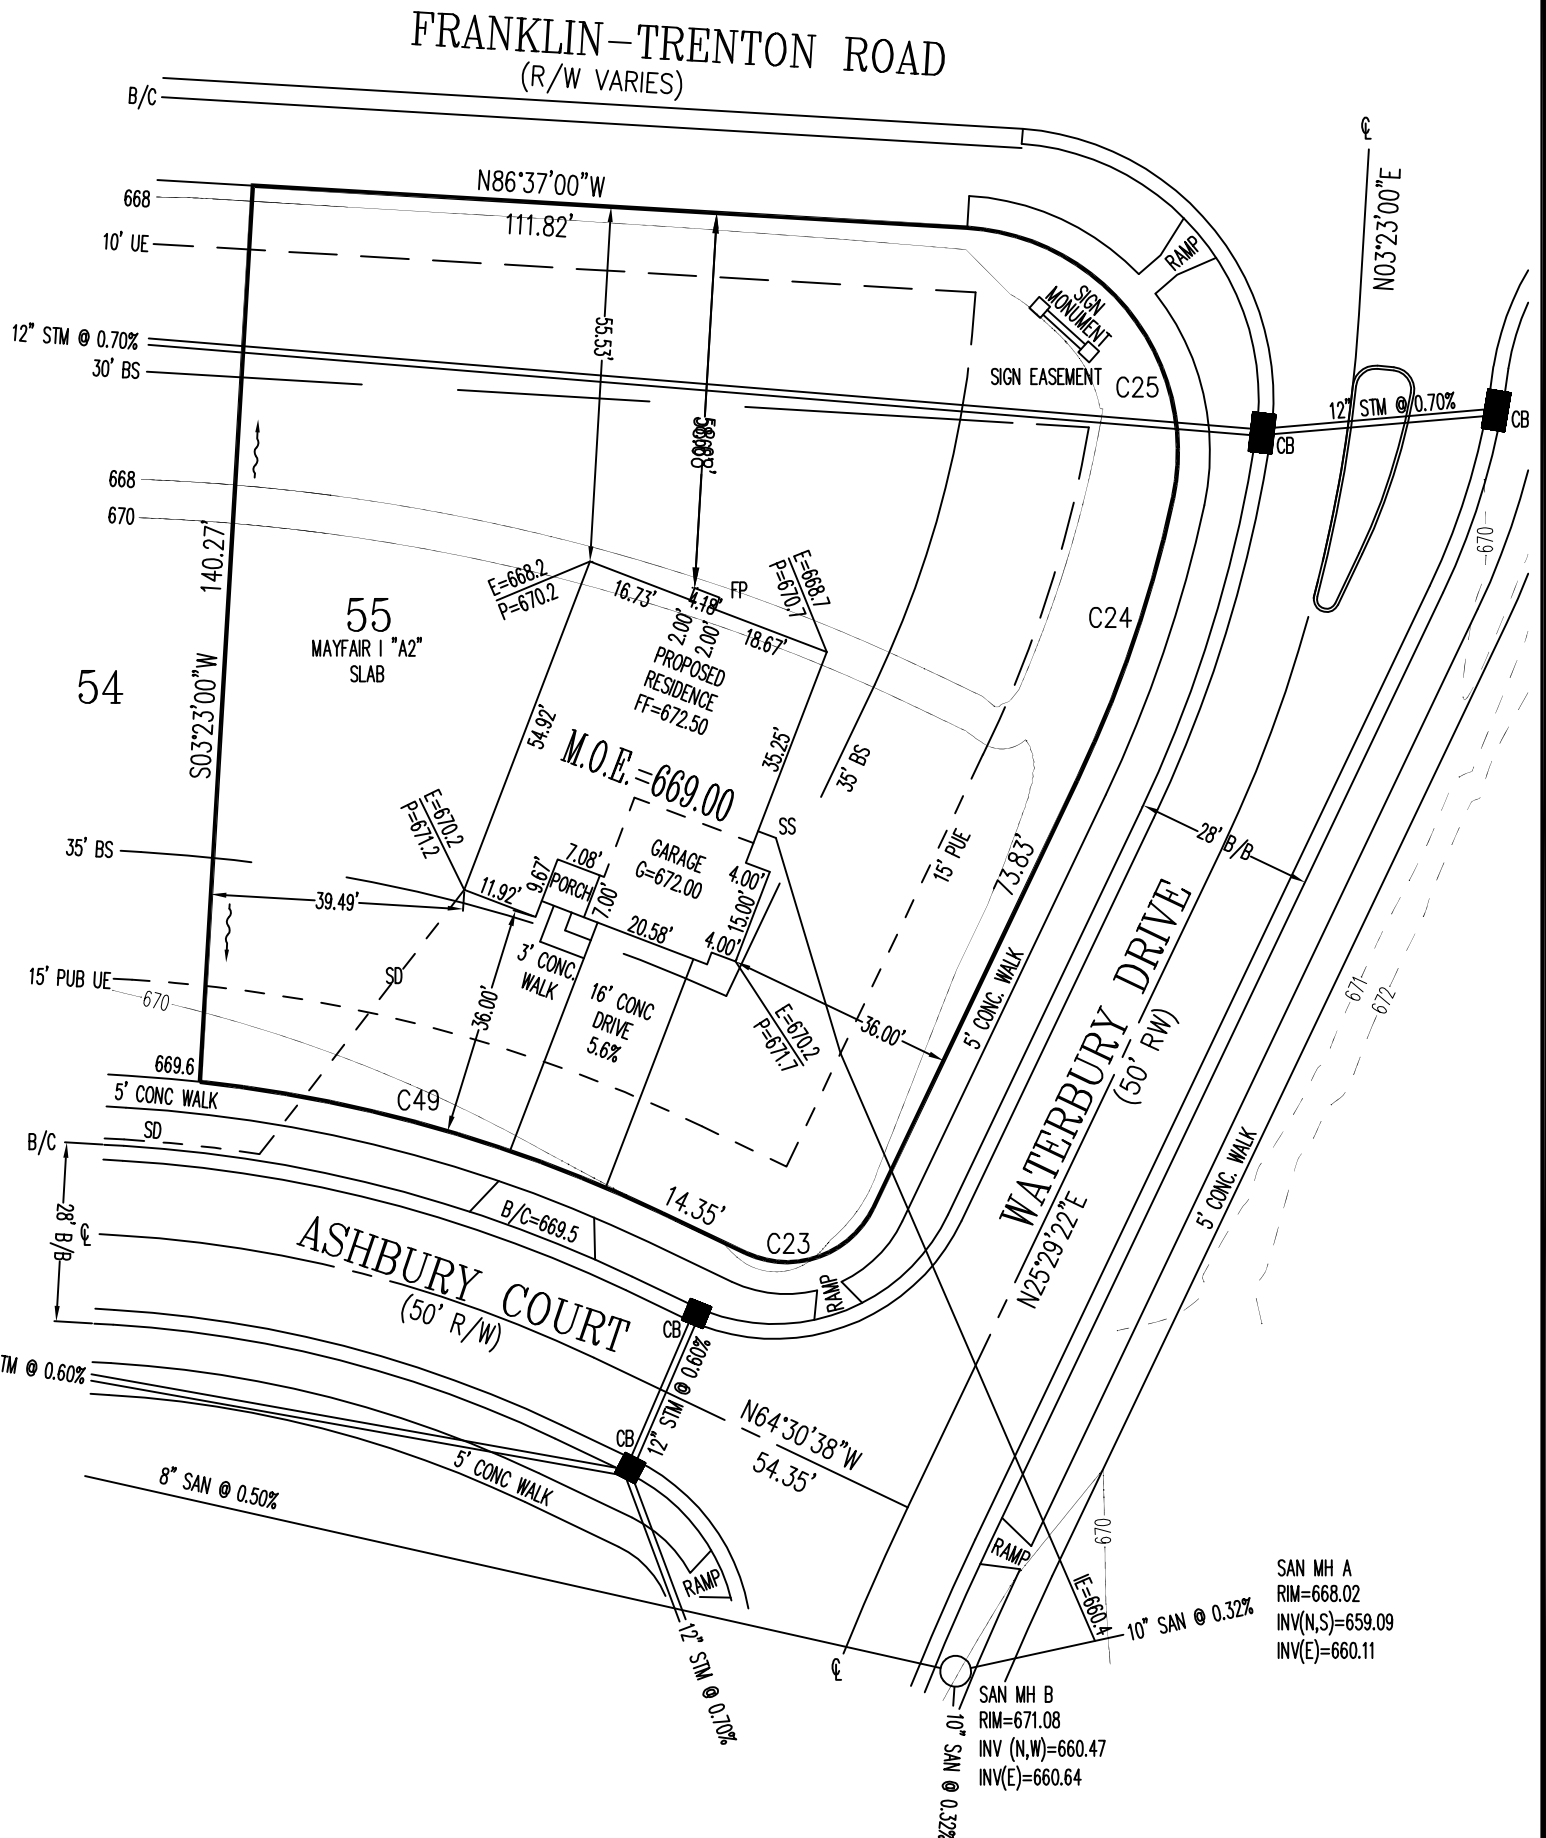 FRANKLIN-TRENTON ROAD
(R/W VARIES)
B/C
℄
N03°23'00"E
N86°37'00"W
111.82'
668
10' UE
RAMP
SIGN
MONUMENT
SIGN EASEMENT
C25
12" STM @ 0.70%
30' BS
55.53'
12" STM @ 0.70%
CB
CB
668
670
670
140.27'
S03°23'00"W
E=668.2
P=670.2
16.73'
4.18'
FP
E=668.7
P=670.7
2.00'
2.00'
18.67'
C24
55
MAYFAIR I "A2"
SLAB
54
PROPOSED
RESIDENCE
FF=672.50
54.92'
35.25'
M.O.E.=669.00
35' BS
E=670.2
P=671.2
SS
28' B/B
15' PUE
73.83'
35' BS
7.08'
GARAGE
G=672.00
4.00'
11.92'
9.67'
PORCH
7.00'
15.00'
39.49'
20.58'
4.00'
3' CONC.
WALK
SD
15' PUB UE
670
36.00'
16' CONC
DRIVE
5.6%
E=670.2
P=671.7
36.00'
5' CONC. WALK
WATERBURY DRIVE
(50' RW)
671
672
669.6
5' CONC WALK
C49
SD
B/C
28' B/B
℄
B/C=669.5
14.35'
C23
RAMP
N25°29'22"E
5' CONC. WALK
ASHBURY COURT
(50' R/W)
CB
12" STM @ 0.60%
TM @ 0.60%
CB
5' CONC WALK
N64°30'38"W
54.35'
8" SAN @ 0.50%
RAMP
RAMP
670
IE=660.4
12" STM @ 0.70%
℄
10" SAN @ 0.32%
SAN MH A
RIM=668.02
INV(N,S)=659.09
INV(E)=660.11
SAN MH B
RIM=671.08
INV (N,W)=660.47
INV(E)=660.64
10" SAN @ 0.32%